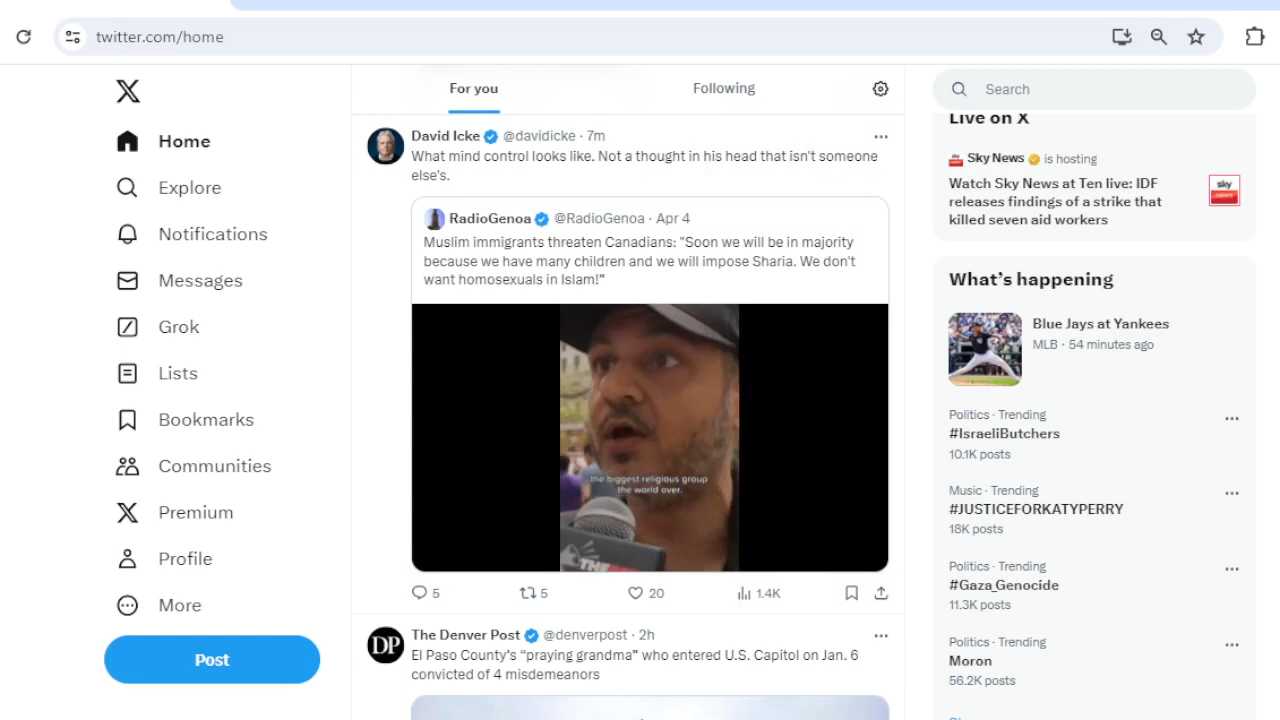 twitter.com/home
Home
Explore
Notifications
Messages
Grok
Lists
Bookmarks
Communities
Premium
Profile
More
Post
For you
Following
David Icke @davidicke · 7m
What mind control looks like. Not a thought in his head that isn't someone
else's.
RadioGenoa @RadioGenoa · Apr 4
Muslim immigrants threaten Canadians: "Soon we will be in majority
because we have many children and we will impose Sharia. We don't
want homosexuals in Islam!"
the biggest religious group
the world over.
5
5
20
1.4K
DP
The Denver Post @denverpost · 2h
El Paso County's “praying grandma” who entered U.S. Capitol on Jan. 6
convicted of 4 misdemeanors
Search
Live on X
Sky News is hosting
Watch Sky News at Ten live: IDF
releases findings of a strike that
killed seven aid workers
sky
What's happening
Blue Jays at Yankees
MLB · 54 minutes ago
Politics · Trending
#IsraeliButchers
10.1K posts
Music · Trending
#JUSTICEFORKATYPERRY
18K posts
Politics · Trending
#Gaza_Genocide
11.3K posts
Politics · Trending
Moron
56.2K posts